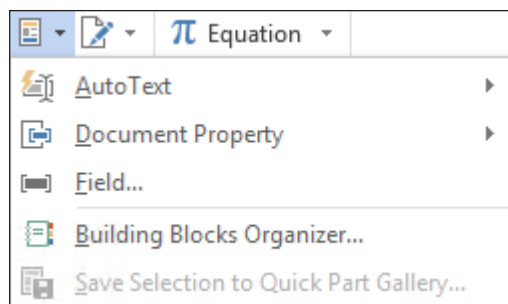 π Equation
AutoText
Document Property
Field...
Building Blocks Organizer...
Save Selection to Quick Part Gallery...